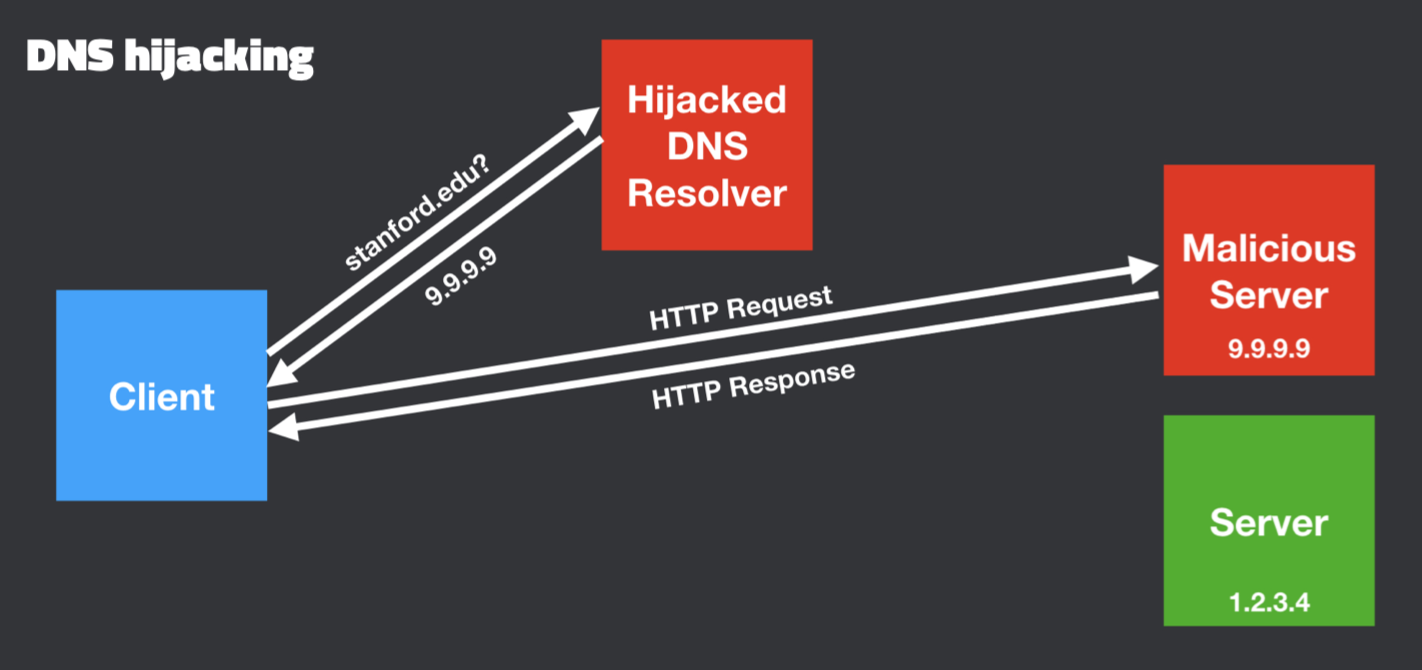 DNS hijacking
Hijacked
DNS
Resolver
stanford.edu?
9.9.9.9
Malicious
Server
9.9.9.9
HTTP Request
HTTP Response
Client
Server
1.2.3.4